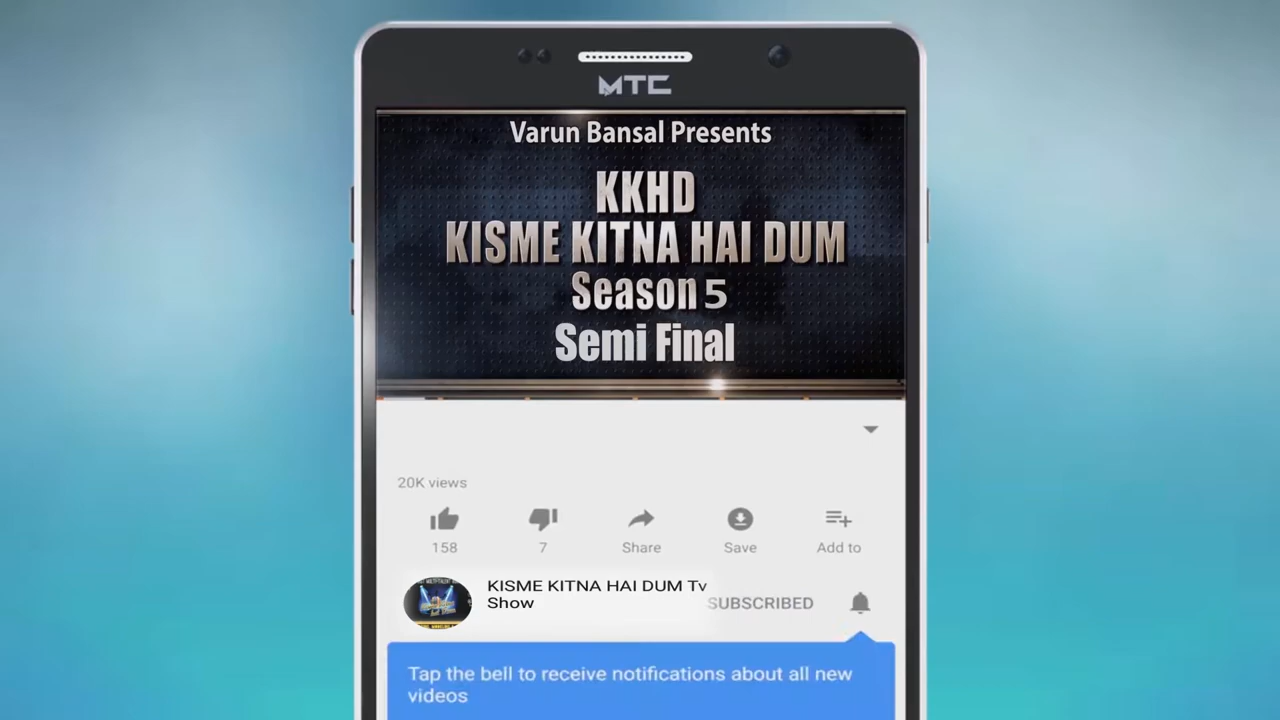 MTC
Varun Bansal Presents
KKHD
KISME KITNA HAI DUM
Season 5
Semi Final
20K views
158
7
Share
Save
Add to
KISME KITNA HAI DUM Tv
Show
SUBSCRIBED
Tap the bell to receive notifications about all new
videos